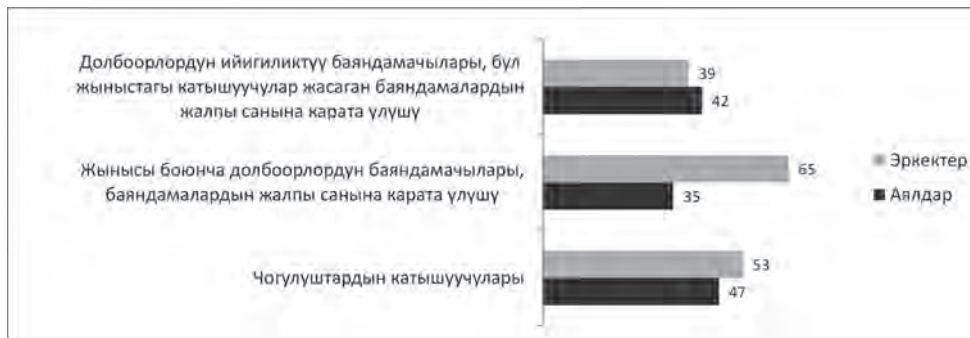 Долбоорлордун ийигиликтүү баяндамачылары, бул
жыныстагы катышуучулар жасаган баяндамалардын
жалпы санына карата үлүшү
39
42
Жынысы боюнча долбоорлордун баяндамачылары,
баяндамалардын жалпы санына карата үлүшү
65
35
Чогулуштардын катышуучулары
53
47
Эркектер
Аялдар